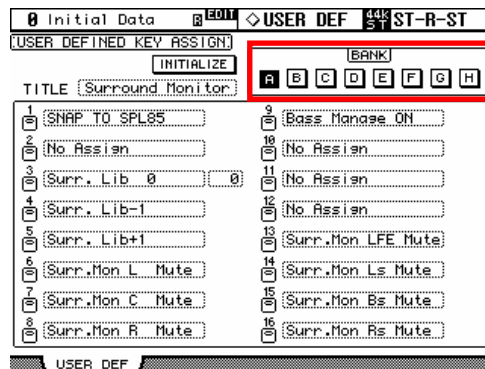 0 Initial Data R EDIT ◇USER DEF 44K ST ST-R-ST
USER DEFINED KEY ASSIGN
INITIALIZE
BANK
TITLE Surround Monitor
A B C D E F G H
1 SNAP TO SPL85
9 Bass Manage ON
2 No Assign
10 No Assign
3 Surr. Lib 0 0
11 No Assign
4 Surr. Lib-1
12 No Assign
5 Surr. Lib+1
13 Surr.Mon LFE Mute
6 Surr.Mon L Mute
14 Surr.Mon Ls Mute
7 Surr.Mon C Mute
15 Surr.Mon Bs Mute
8 Surr.Mon R Mute
16 Surr.Mon Rs Mute
USER DEF